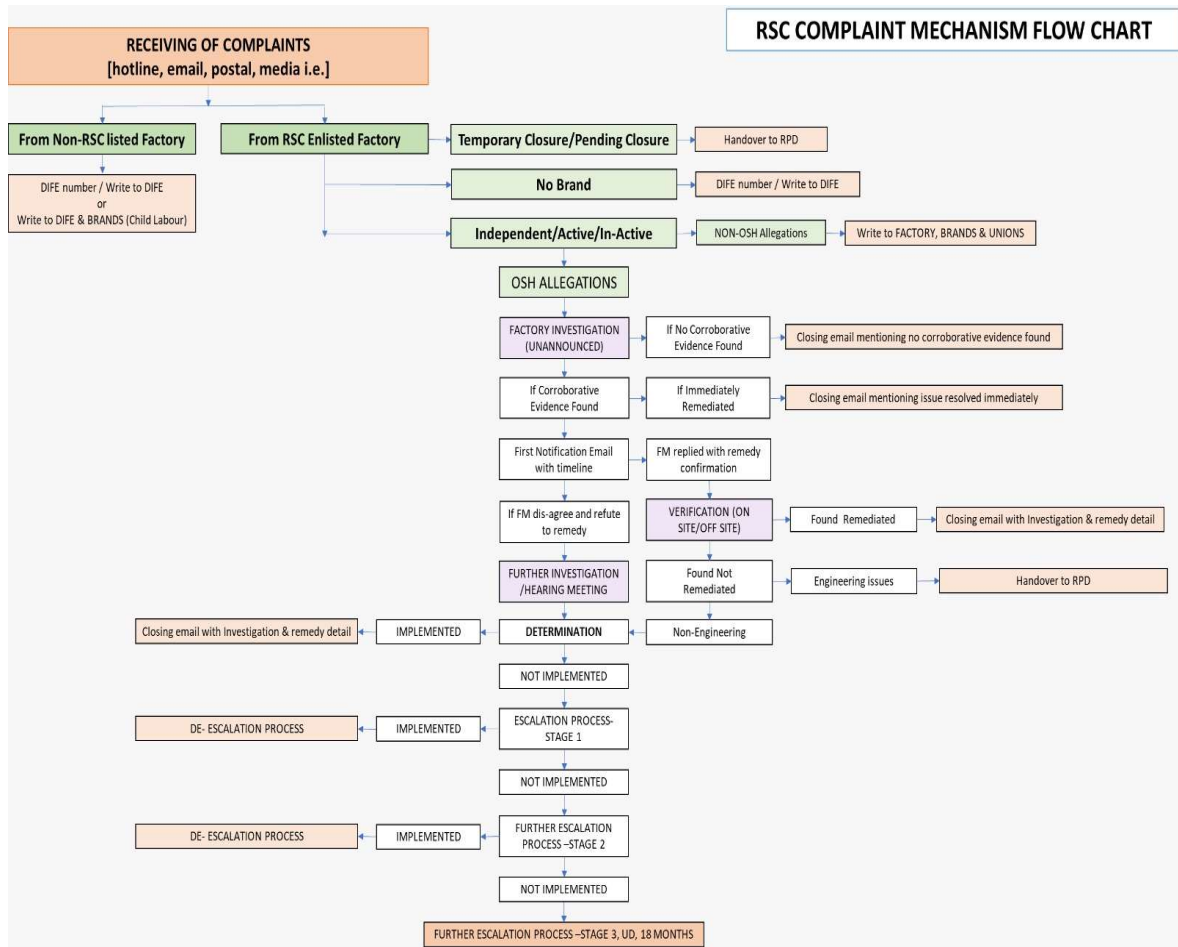 RSC COMPLAINT MECHANISM FLOW CHART
RECEIVING OF COMPLAINTS
[hotline, email, postal, media i.e.]
From Non-RSC listed Factory
From RSC Enlisted Factory
Temporary Closure/Pending Closure
Handover to RPD
DIFE number / Write to DIFE
or
Write to DIFE & BRANDS (Child Labour)
No Brand
DIFE number / Write to DIFE
Independent/Active/In-Active
NON-OSH Allegations
Write to FACTORY, BRANDS & UNIONS
OSH ALLEGATIONS
FACTORY INVESTIGATION
(UNANNOUNCED)
If No Corroborative
Evidence Found
Closing email mentioning no corroborative evidence found
If Corroborative
Evidence Found
If Immediately
Remediated
Closing email mentioning issue resolved immediately
First Notification Email
with timeline
FM replied with remedy
confirmation
If FM dis-agree and refute
to remedy
VERIFICATION (ON
SITE/OFF SITE)
Found Remediated
Closing email with Investigation & remedy detail
FURTHER INVESTIGATION
/HEARING MEETING
Found Not
Remediated
Engineering issues
Handover to RPD
Closing email with Investigation & remedy detail
IMPLEMENTED
DETERMINATION
Non-Engineering
NOT IMPLEMENTED
DE- ESCALATION PROCESS
IMPLEMENTED
ESCALATION PROCESS-
STAGE 1
NOT IMPLEMENTED
DE- ESCALATION PROCESS
IMPLEMENTED
FURTHER ESCALATION
PROCESS –STAGE 2
NOT IMPLEMENTED
FURTHER ESCALATION PROCESS –STAGE 3, UD, 18 MONTHS